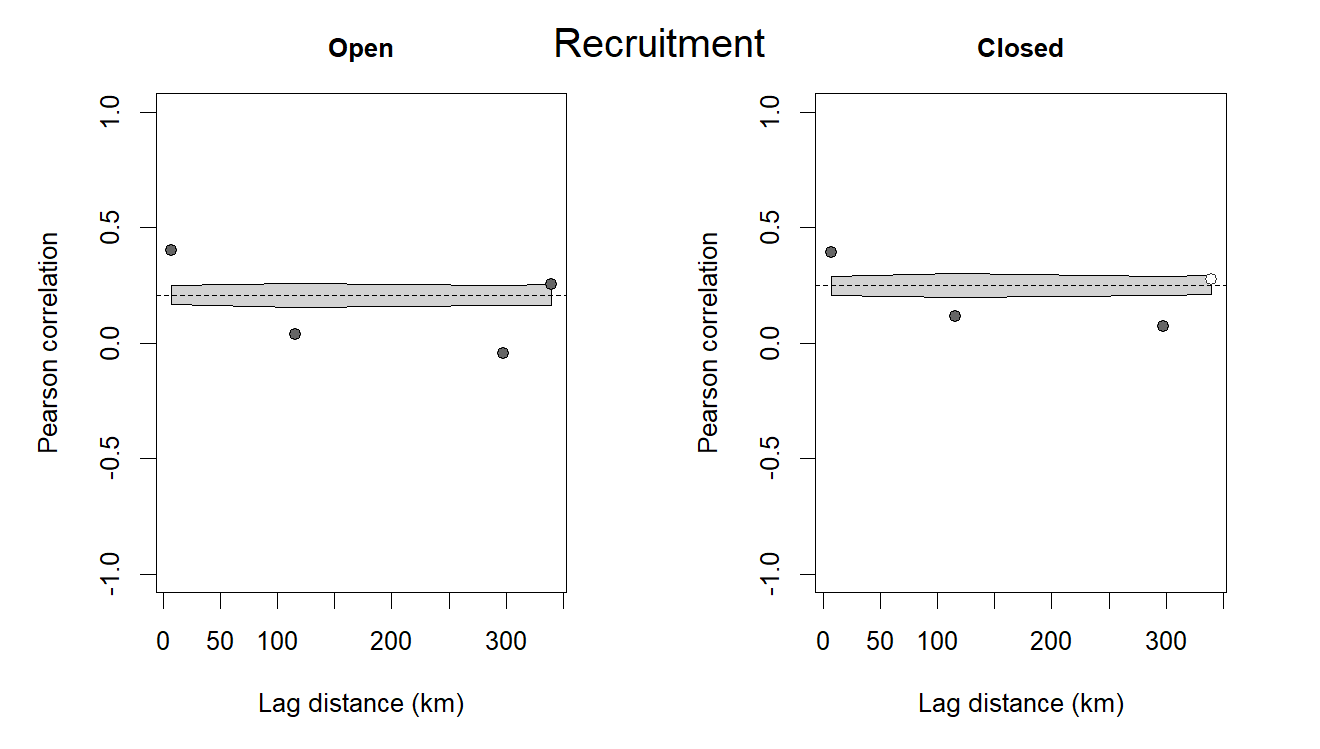 Recruitment
Open
Pearson correlation
1.0
0.5
0.0
-0.5
-1.0
0 50 100 200 300
Lag distance (km)
Closed
Pearson correlation
1.0
0.5
0.0
-0.5
-1.0
0 50 100 200 300
Lag distance (km)